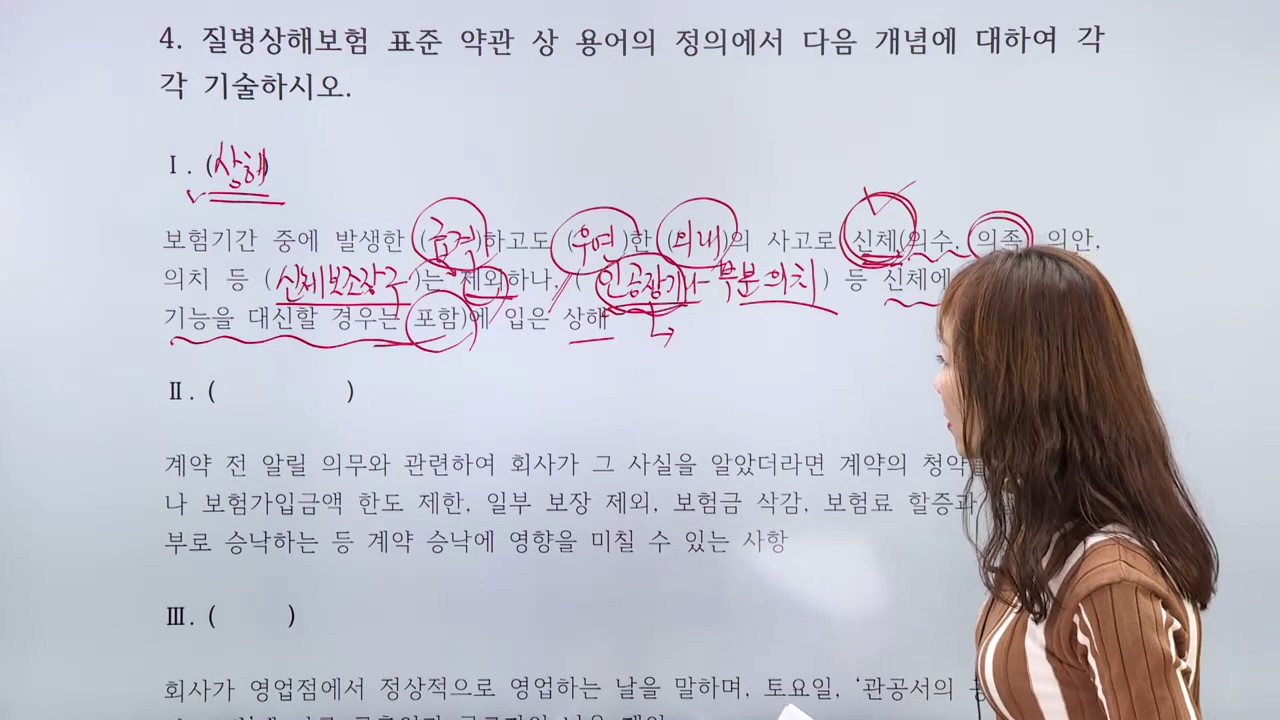 4. 질병상해보험 표준 약관 상 용어의 정의에서 다음 개념에 대하여 각
각 기술하시오.
Ⅰ. (상해)
보험기간 중에 발생한 (급격)하고도 (우연)한 (외래)의 사고로 신체(의수, 의족, 의안,
의치 등 (신체보조장구)는 제외하나, (인공장기나 부분 의치) 등 신체에
기능을 대신할 경우는 포함)에 입은 상해
Ⅱ. ( )
계약 전 알릴 의무와 관련하여 회사가 그 사실을 알았더라면 계약의
나 보험가입금액 한도 제한, 일부 보장 제외, 보험금 삭감, 보험료 할증과
부로 승낙하는 등 계약 승낙에 영향을 미칠 수 있는 사항
Ⅲ. ( )
회사가 영업점에서 정상적으로 영업하는 날을 말하며, 토요일, ‘관공서의